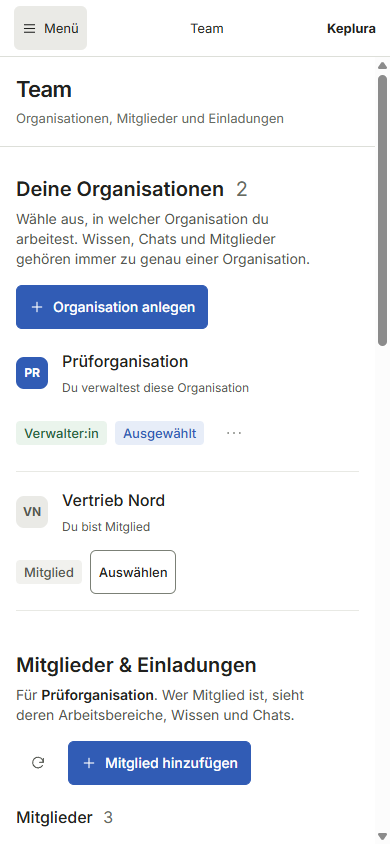 Menü
Team
Keplura
Team
Organisationen, Mitglieder und Einladungen
Deine Organisationen 2
Wähle aus, in welcher Organisation du
arbeitest. Wissen, Chats und Mitglieder
gehören immer zu genau einer Organisation.
+ Organisation anlegen
PR
Prüforganisation
Du verwaltest diese Organisation
Verwalter:in
Ausgewählt
...
VN
Vertrieb Nord
Du bist Mitglied
Mitglied
Auswählen
Mitglieder & Einladungen
Für Prüforganisation. Wer Mitglied ist, sieht
deren Arbeitsbereiche, Wissen und Chats.
+ Mitglied hinzufügen
Mitglieder 3